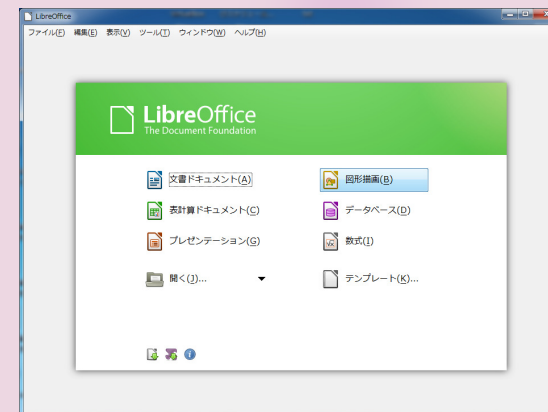 LibreOffice
ファイル(F) 編集(E) 表示(V) ツール(T) ウィンドウ(W) ヘルプ(H)
LibreOffice
The Document Foundation
文書ドキュメント(A)
図形描画(B)
表計算ドキュメント(C)
データベース(D)
プレゼンテーション(G)
数式(I)
開く(J)...
テンプレート(K)...